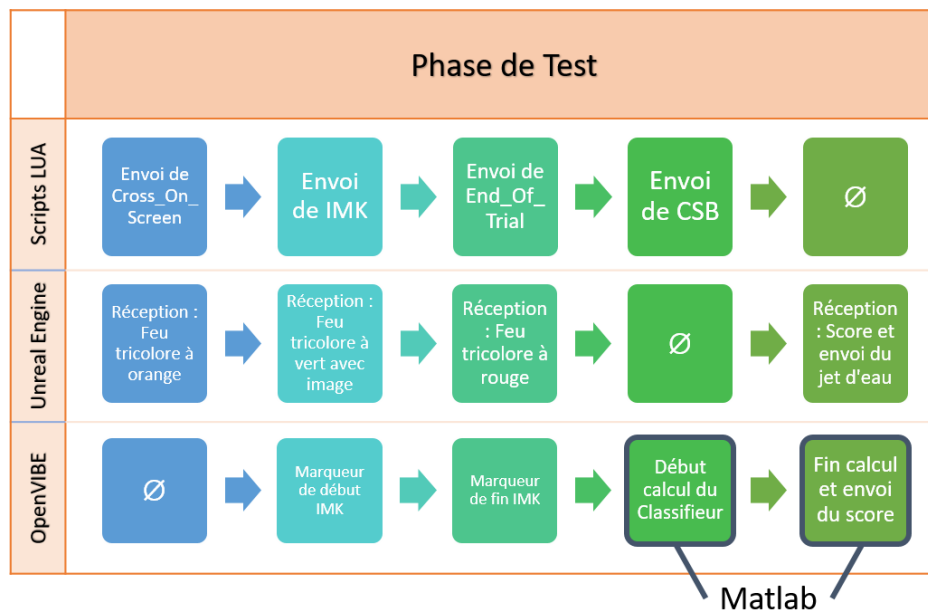 Phase de Test
Scripts LUA
Envoi de
Cross_On_
Screen
Envoi
de IMK
Envoi de
End_Of_
Trial
Envoi
de CSB
Ø
Unreal Engine
Réception :
Feu
tricolore à
orange
Réception :
Feu
tricolore à
vert avec
image
Réception
: Feu
tricolore à
rouge
Ø
Réception
: Score et
envoi du
jet d'eau
OpenVIBE
Ø
Marqueur
de début
IMK
Marqueur
de fin IMK
Début
calcul du
Classifieur
Fin calcul
et envoi
du score
Matlab